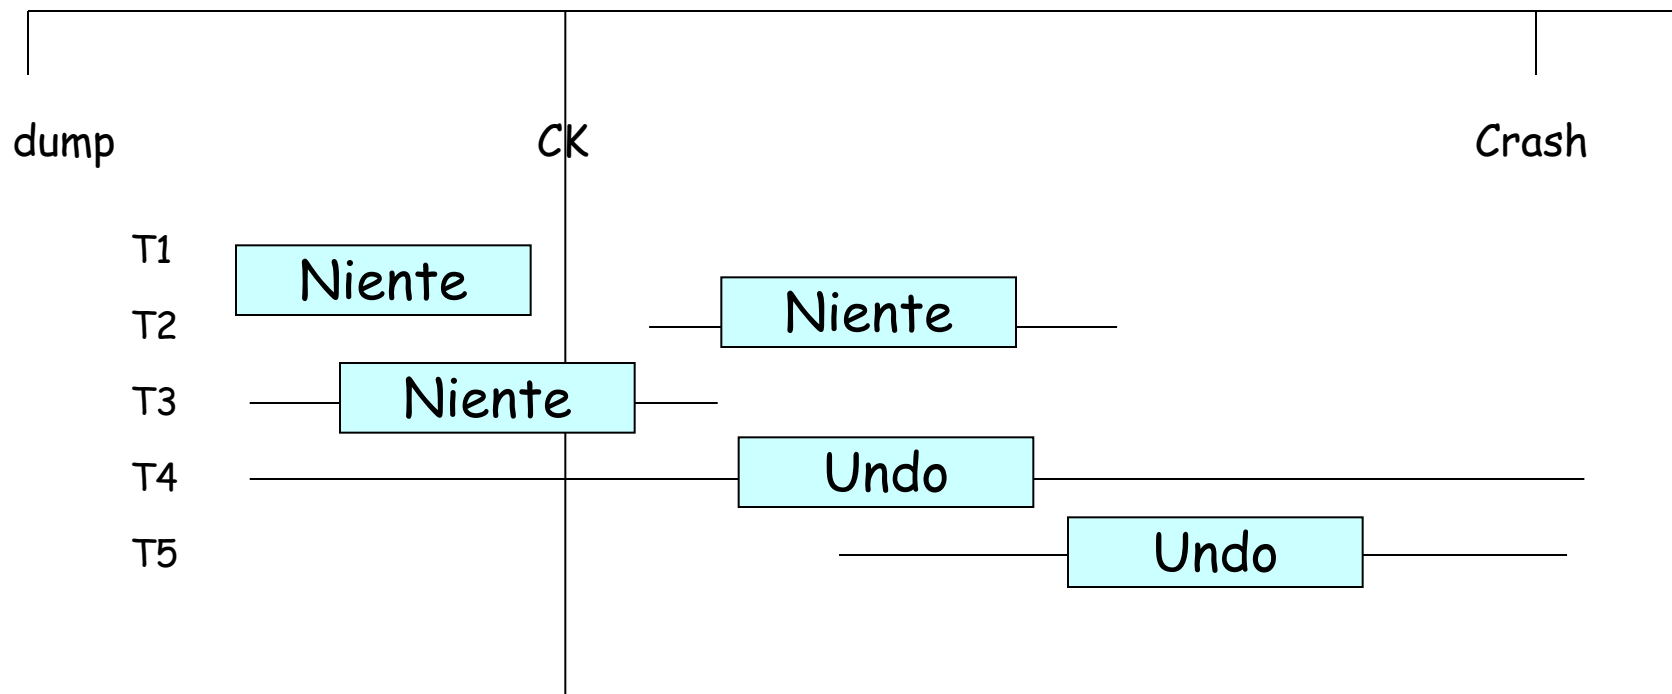 dump CK Crash
T1 Niente
T2 Niente
T3 Niente
T4 Undo
T5 Undo